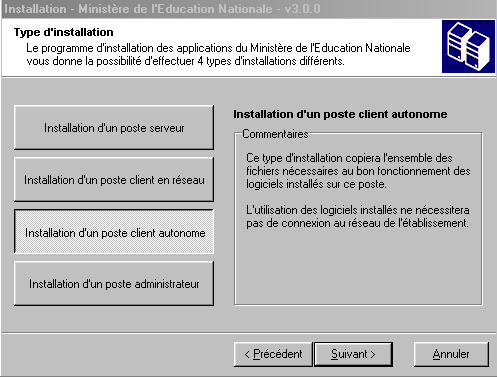 Installation - Ministère de l'Education Nationale - v3.0.0
Type d'installation
Le programme d'installation des applications du Ministère de l'Education Nationale
vous donne la possibilité d'effectuer 4 types d'installations différents.
Installation d'un poste serveur
Installation d'un poste client en réseau
Installation d'un poste client autonome
Installation d'un poste administrateur
Installation d'un poste client autonome
Commentaires
Ce type d'installation copiera l'ensemble des
fichiers nécessaires au bon fonctionnement des
logiciels installés sur ce poste.
L'utilisation des logiciels installés ne nécessitera
pas de connexion au réseau de l'établissement.
< Précédent
Suivant >
Annuler